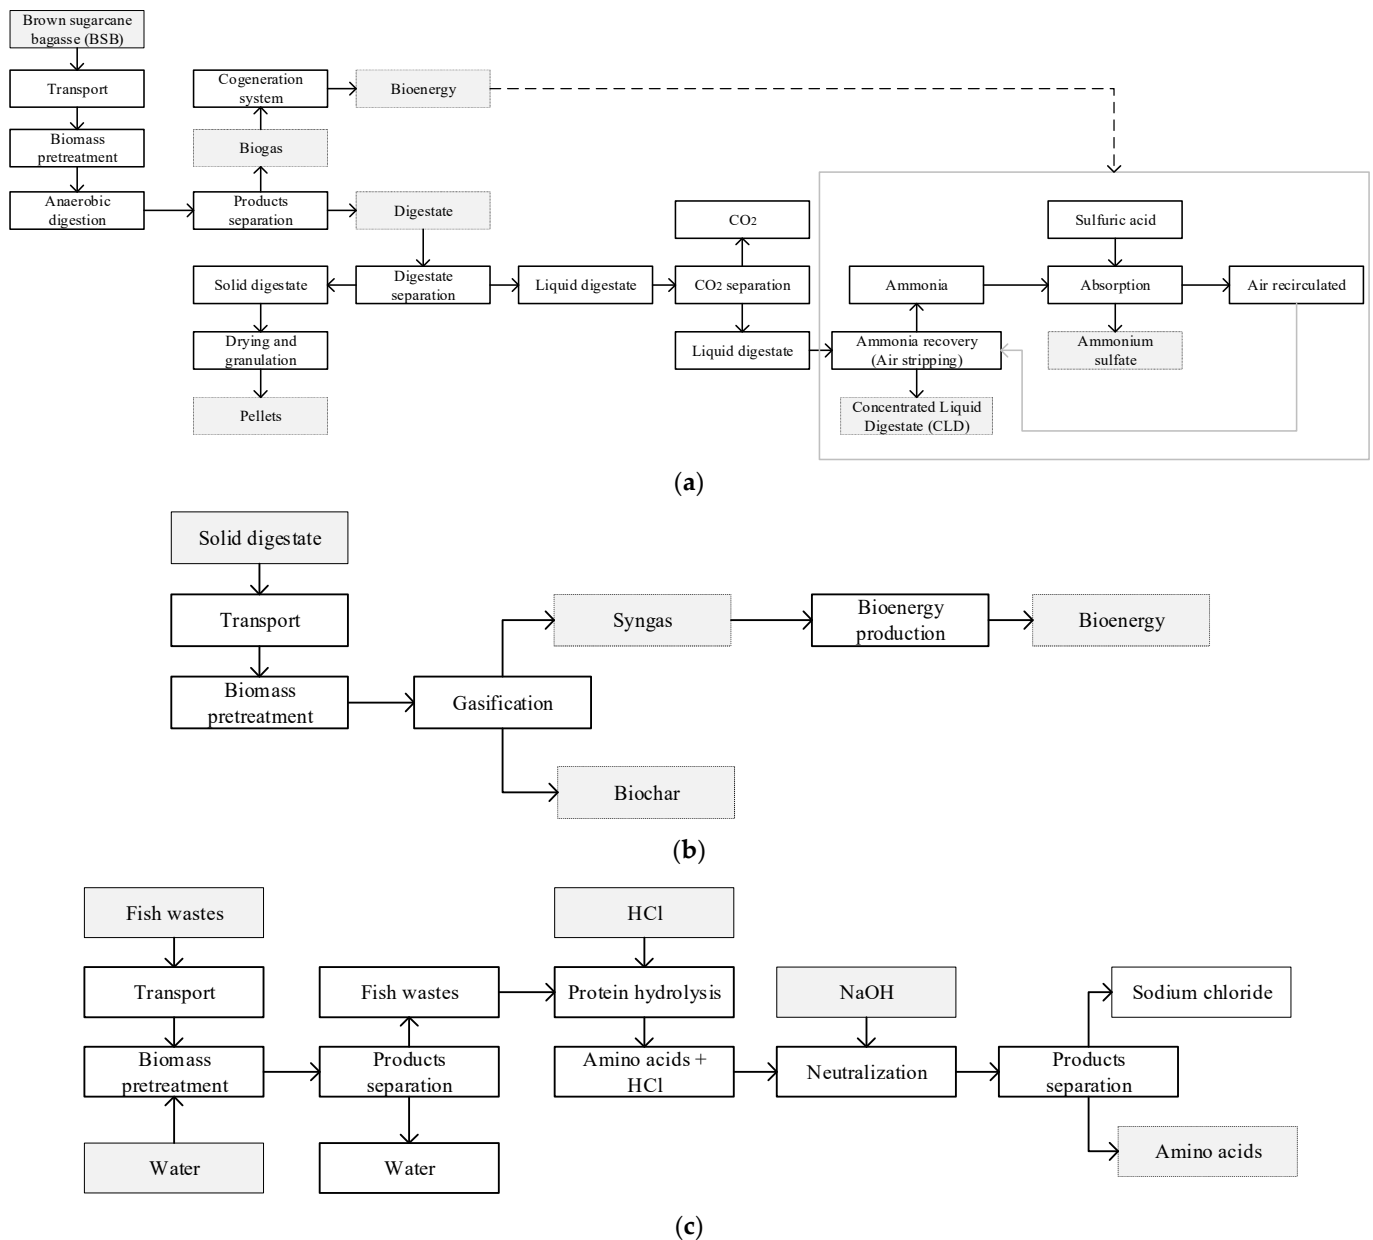 Brown sugarcane
bagasse (BSB)
Transport
Cogeneration
system
Bioenergy
Biomass
pretreatment
Biogas
Anaerobic
digestion
Products
separation
Digestate
CO2
Sulfuric acid
Solid digestate
Digestate
separation
Liquid digestate
CO2 separation
Ammonia
Absorption
Air recirculated
Drying and
granulation
Liquid digestate
Ammonia recovery
(Air stripping)
Ammonium
sulfate
Pellets
Concentrated Liquid
Digestate (CLD)
(a)
Solid digestate
Transport
Syngas
Bioenergy
production
Bioenergy
Biomass
pretreatment
Gasification
Biochar
(b)
Fish wastes
HCl
Transport
Fish wastes
Protein hydrolysis
NaOH
Sodium chloride
Biomass
pretreatment
Products
separation
Amino acids +
HCl
Neutralization
Products
separation
Water
Water
Amino acids
(c)